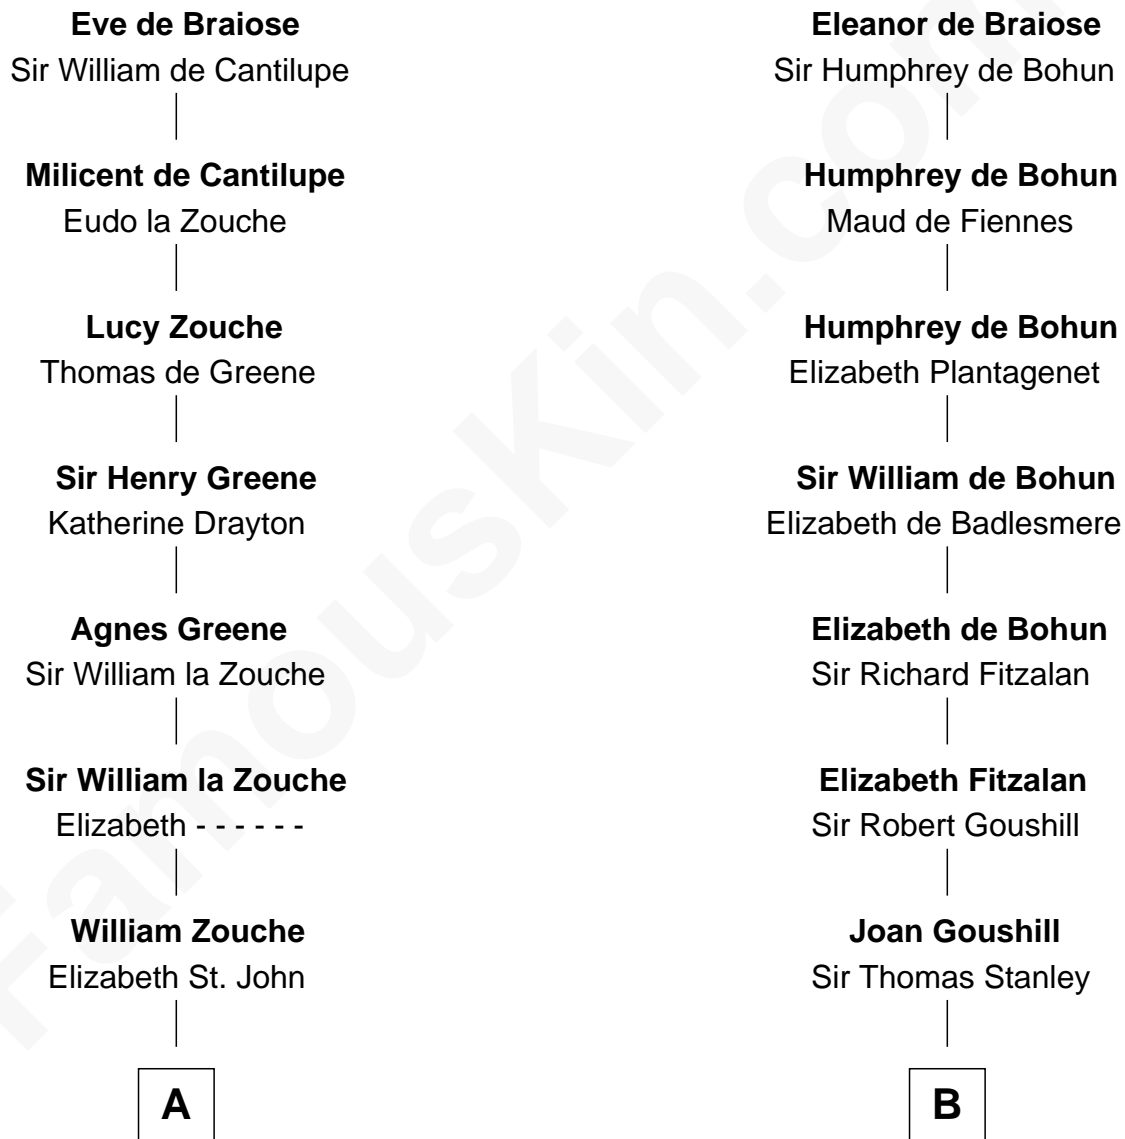 Eve de Braiose
Sir William de Cantilupe
Milicent de Cantilupe
Eudo la Zouche
Lucy Zouche
Thomas de Greene
Sir Henry Greene
Katherine Drayton
Agnes Greene
Sir William la Zouche
Sir William la Zouche
Elizabeth - - - - - -
William Zouche
Elizabeth St. John
A
Eleanor de Braiose
Sir Humphrey de Bohun
Humphrey de Bohun
Maud de Fiennes
Humphrey de Bohun
Elizabeth Plantagenet
Sir William de Bohun
Elizabeth de Badlesmere
Elizabeth de Bohun
Sir Richard Fitzalan
Elizabeth Fitzalan
Sir Robert Goushill
Joan Goushill
Sir Thomas Stanley
B
FamousKin.com